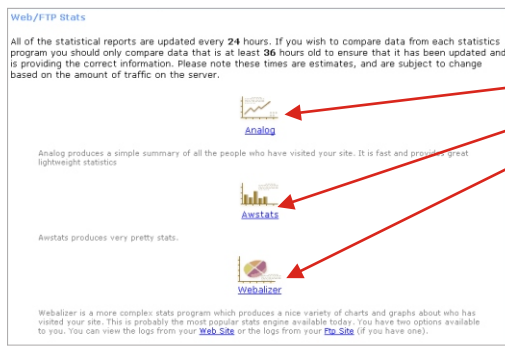 Web/FTP Stats
All of the statistical reports are updated every 24 hours. If you wish to compare data from each statistics
program you should only compare data that is at least 36 hours old to ensure that it has been updated and
is providing the correct information. Please note these times are estimates, and are subject to change
based on the amount of traffic on the server.
Analog
Analog produces a simple summary of all the people who have visited your site. It is fast and provides great
lightweight statistics
Awstats
Awstats produces very pretty stats.
Webalizer
Webalizer is a more complex stats program which produces a nice variety of charts and graphs about who has
visited your site. This is probably the most popular stats engine available today. You have two options available
to you. You can view the logs from your Web Site or the logs from your Ftp Site (if you have one).